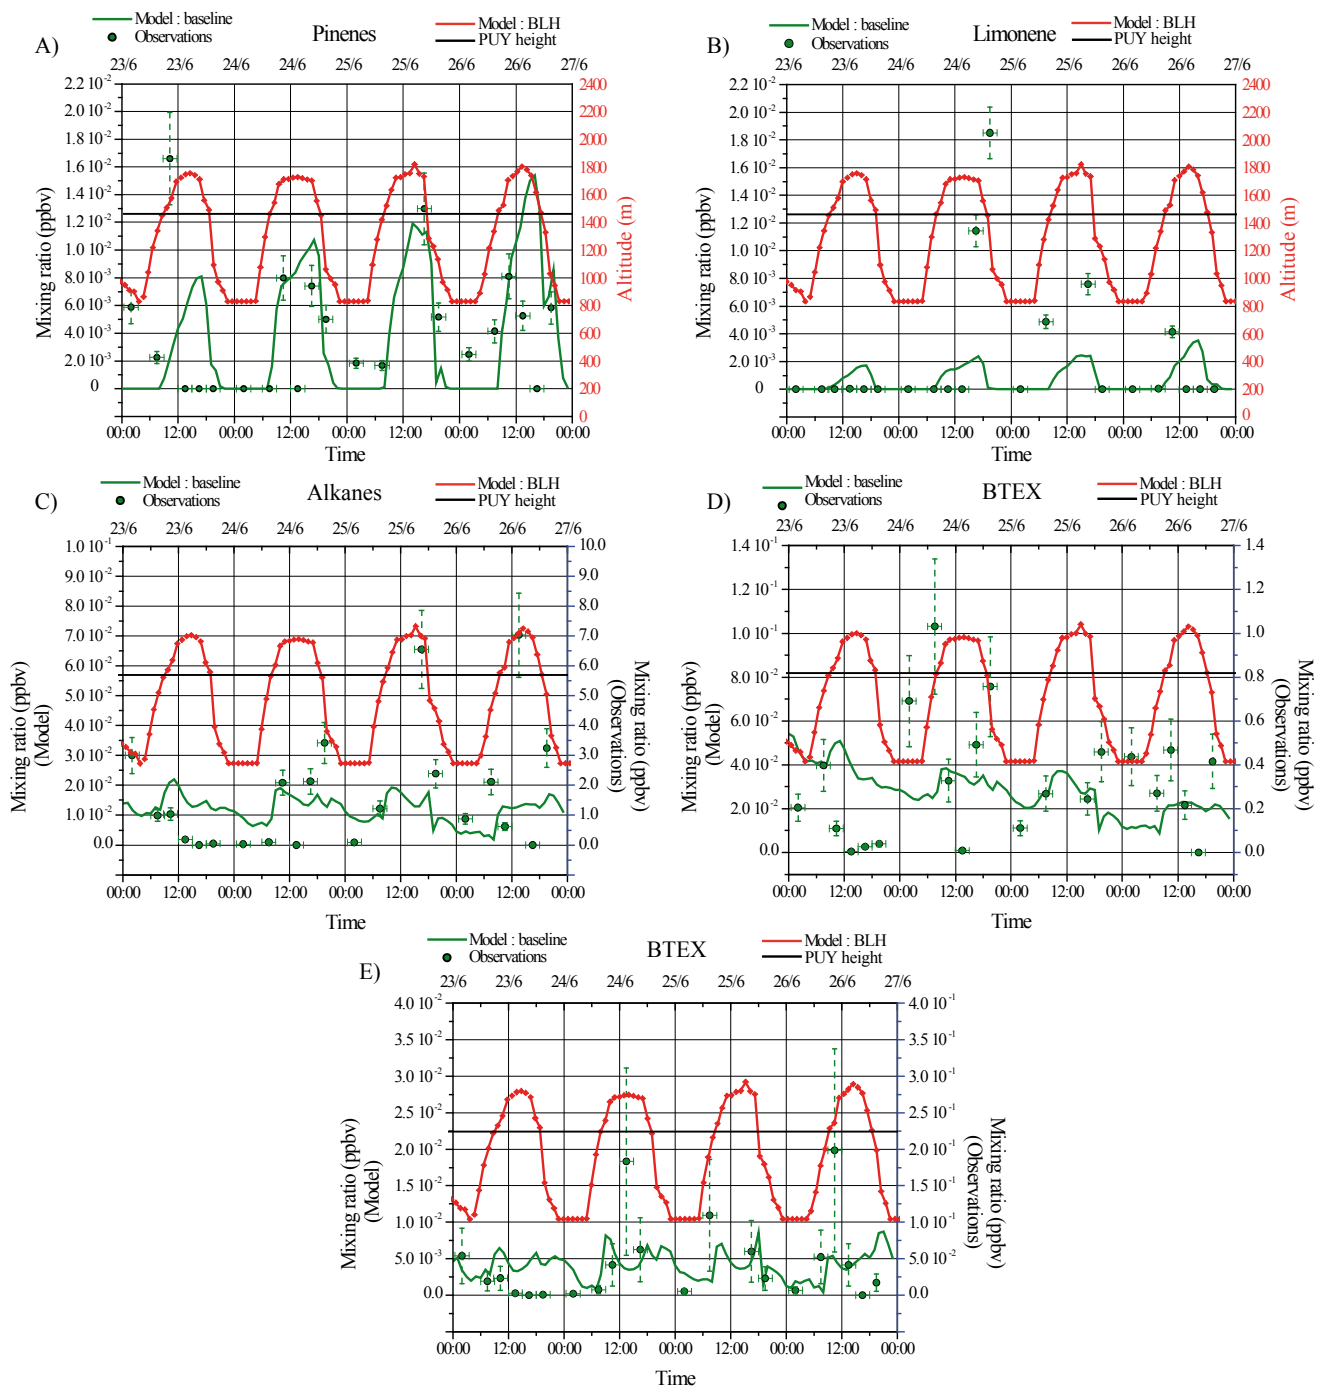 Model : baseline
Observations
Model : BLH
PUY height
A)
Pinenes
23/6 23/6 24/6 24/6 25/6 25/6 26/6 26/6 27/6
2.2 10-2
2.0 10-2
1.8 10-2
1.6 10-2
1.4 10-2
1.2 10-2
1.0 10-2
8.0 10-3
6.0 10-3
4.0 10-3
2.0 10-3
0
Mixing ratio (ppbv)
2400
2200
2000
1800
1600
1400
1200
1000
800
600
400
200
0
Altitude (m)
00:00 12:00 00:00 12:00 00:00 12:00 00:00 12:00 00:00
Time
Model : baseline
Observations
Model : BLH
PUY height
B)
Limonene
23/6 23/6 24/6 24/6 25/6 25/6 26/6 26/6 27/6
2.2 10-2
2.0 10-2
1.8 10-2
1.6 10-2
1.4 10-2
1.2 10-2
1.0 10-2
8.0 10-3
6.0 10-3
4.0 10-3
2.0 10-3
0
Mixing ratio (ppbv)
2400
2200
2000
1800
1600
1400
1200
1000
800
600
400
200
0
Altitude (m)
00:00 12:00 00:00 12:00 00:00 12:00 00:00 12:00 00:00
Time
Model : baseline
Observations
Model : BLH
PUY height
C)
Alkanes
23/6 23/6 24/6 24/6 25/6 25/6 26/6 26/6 27/6
1.0 10-1
9.0 10-2
8.0 10-2
7.0 10-2
6.0 10-2
5.0 10-2
4.0 10-2
3.0 10-2
2.0 10-2
1.0 10-2
0.0
Mixing ratio (ppbv)
(Model)
10.0
9.0
8.0
7.0
6.0
5.0
4.0
3.0
2.0
1.0
0.0
Mixing ratio (ppbv)
(Observations)
00:00 12:00 00:00 12:00 00:00 12:00 00:00 12:00 00:00
Time
Model : baseline
Observations
Model : BLH
PUY height
D)
BTEX
23/6 23/6 24/6 24/6 25/6 25/6 26/6 26/6 27/6
1.4 10-1
1.2 10-1
1.0 10-1
8.0 10-2
6.0 10-2
4.0 10-2
2.0 10-2
0.0
Mixing ratio (ppbv)
(Model)
1.4
1.2
1.0
0.8
0.6
0.4
0.2
0.0
Mixing ratio (ppbv)
(Observations)
00:00 12:00 00:00 12:00 00:00 12:00 00:00 12:00 00:00
Time
Model : baseline
Observations
Model : BLH
PUY height
E)
BTEX
23/6 23/6 24/6 24/6 25/6 25/6 26/6 26/6 27/6
4.0 10-2
3.5 10-2
3.0 10-2
2.5 10-2
2.0 10-2
1.5 10-2
1.0 10-2
5.0 10-3
0.0
Mixing ratio (ppbv)
(Model)
4.0 10-1
3.5 10-1
3.0 10-1
2.5 10-1
2.0 10-1
1.5 10-1
1.0 10-1
5.0 10-2
0.0
Mixing ratio (ppbv)
(Observations)
00:00 12:00 00:00 12:00 00:00 12:00 00:00 12:00 00:00
Time